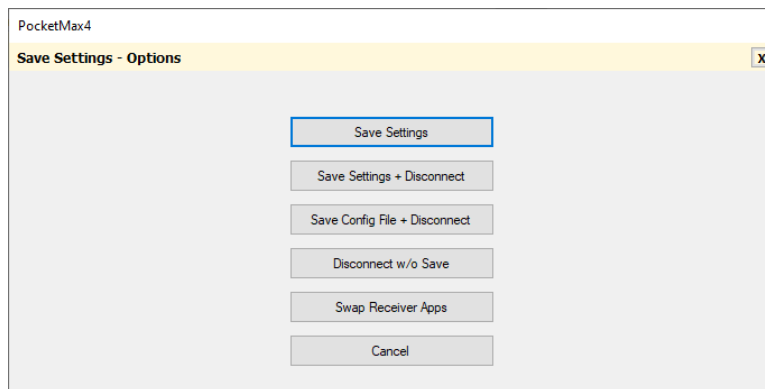 PocketMax4
Save Settings - Options
X
Save Settings
Save Settings + Disconnect
Save Config File + Disconnect
Disconnect w/o Save
Swap Receiver Apps
Cancel